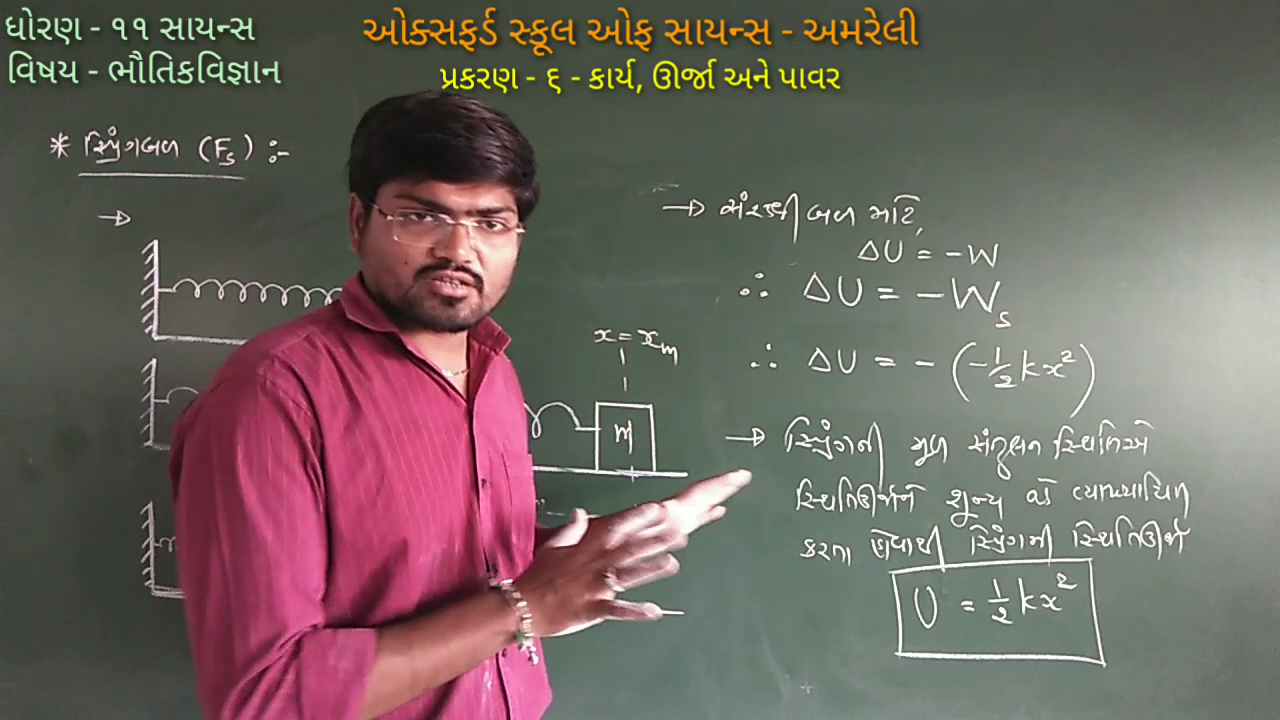 ધોરણ - ૧૧ સાયન્સ
વિષય - ભૌતિકવિજ્ઞાન
ઓક્સફર્ડ સ્કૂલ ઓફ સાયન્સ - અમરેલી
પ્રકરણ - ૬ - કાર્ય, ઊર્જા અને પાવર
* સ્પ્રિંગબળ (Fₛ) :-
→
x = xₘ
m
→ સંરક્ષી બળ માટે,
ΔU = -W
∴ ΔU = -Wₛ
∴ ΔU = - (-½kx²)
→ સ્પ્રિંગની મૂળ સંતુલન સ્થિતિએ
સ્થિતિઊર્જાને શૂન્ય વડે વ્યાખ્યાયિત
કરતા હોવાથી સ્પ્રિંગની સ્થિતિઊર્જા
U = ½kx²